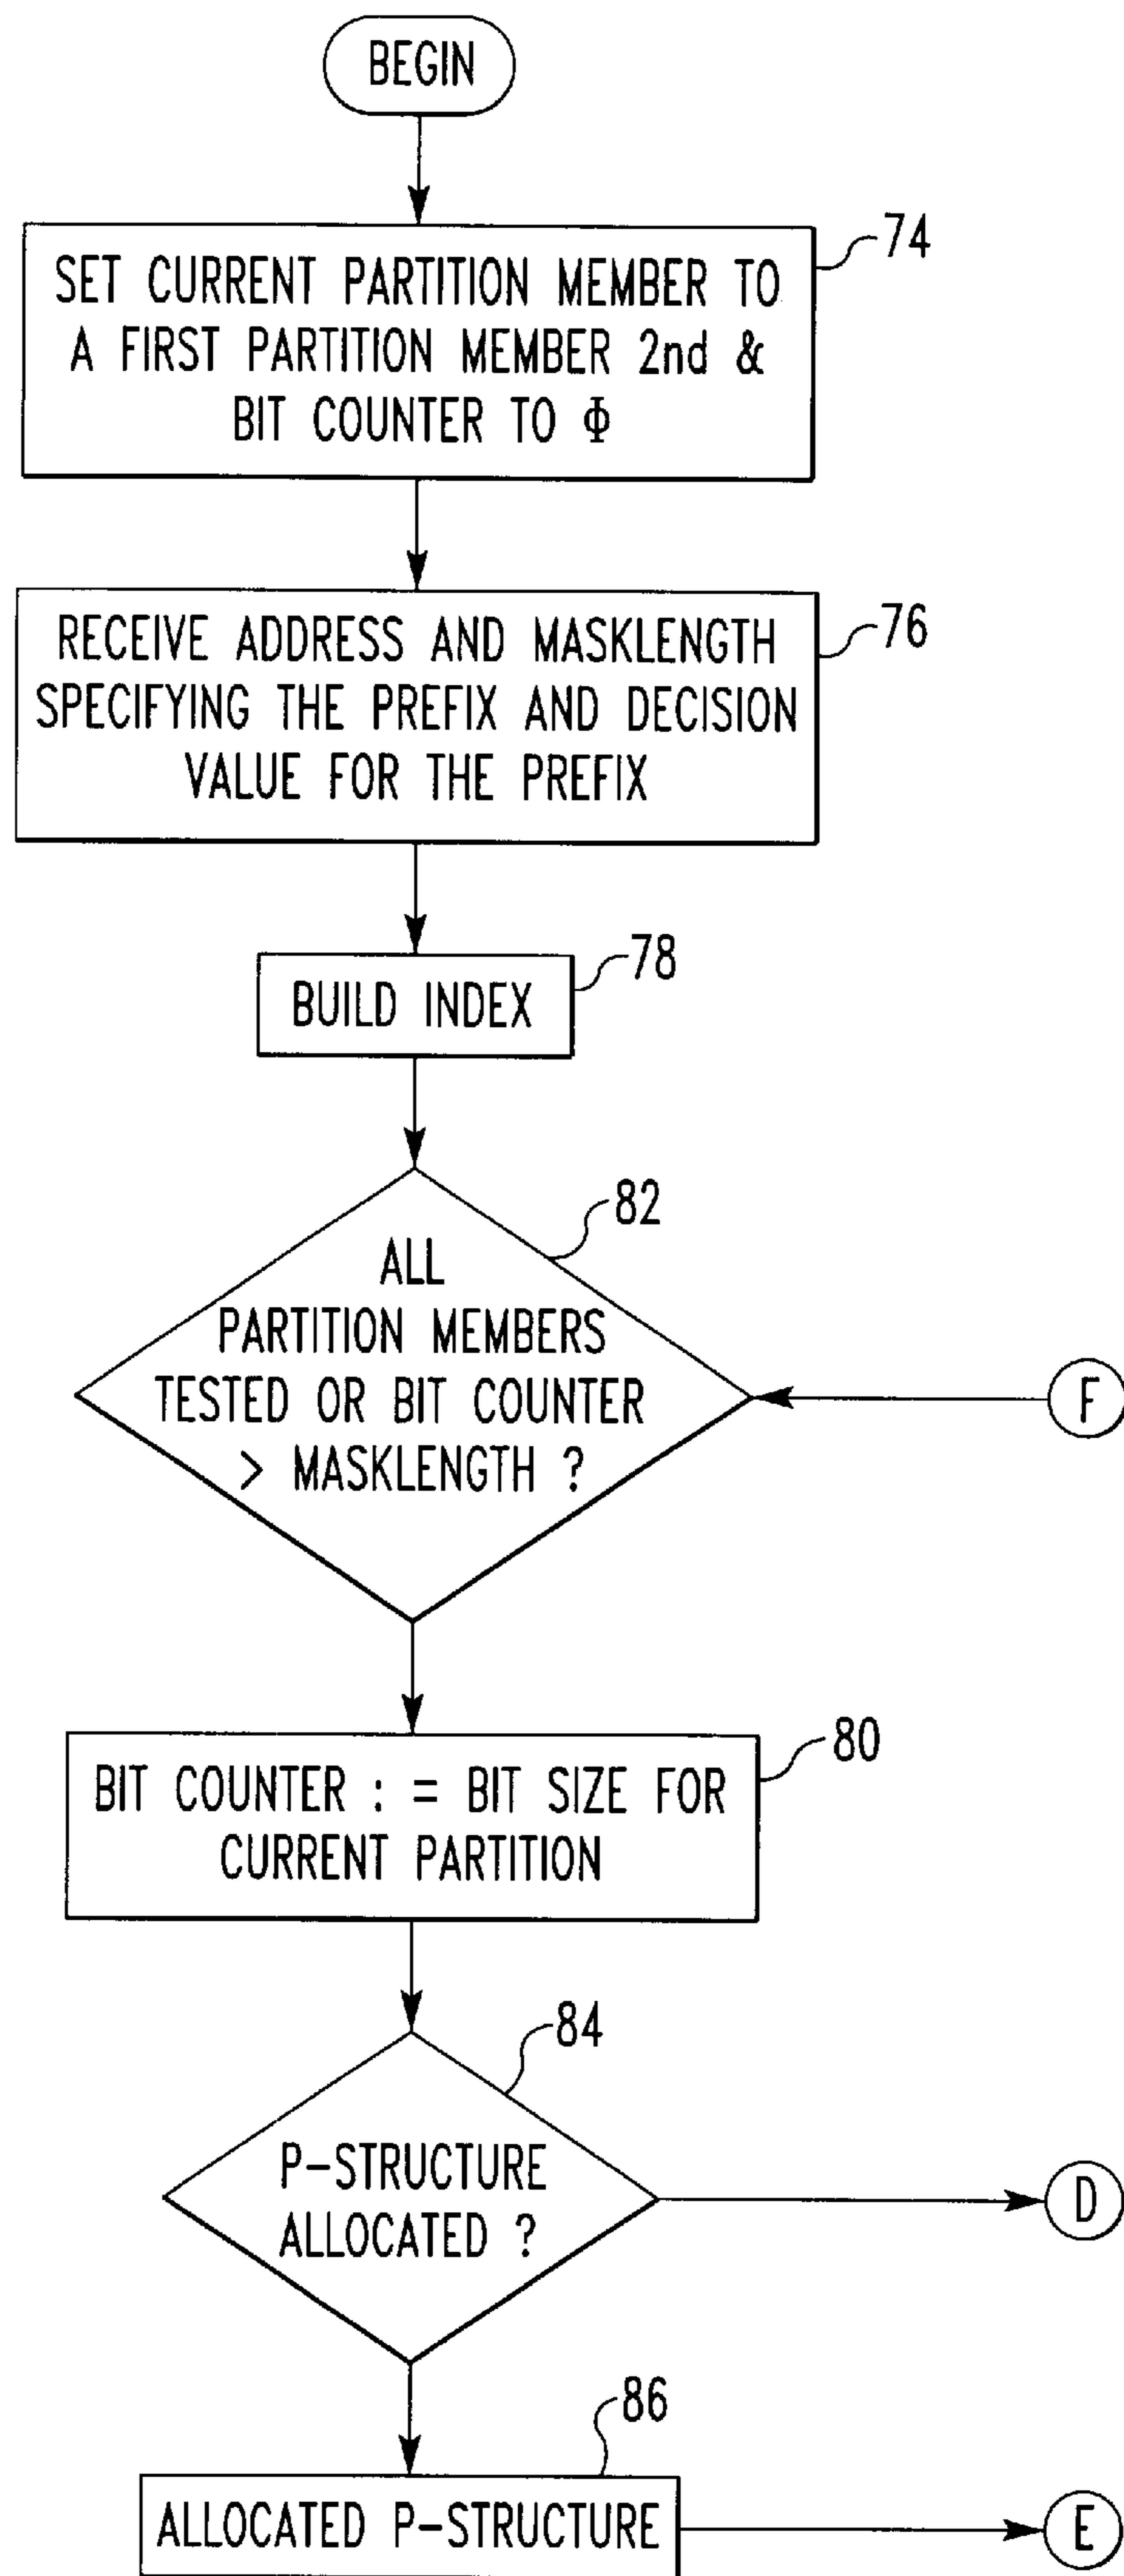 BEGIN
74
SET CURRENT PARTITION MEMBER TO
A FIRST PARTITION MEMBER 2nd &
BIT COUNTER TO Φ
76
RECEIVE ADDRESS AND MASKLENGTH
SPECIFYING THE PREFIX AND DECISION
VALUE FOR THE PREFIX
78
BUILD INDEX
82
ALL
PARTITION MEMBERS
TESTED OR BIT COUNTER
> MASKLENGTH ?
F
80
BIT COUNTER : = BIT SIZE FOR
CURRENT PARTITION
84
P-STRUCTURE
ALLOCATED ?
D
86
ALLOCATED P-STRUCTURE
E